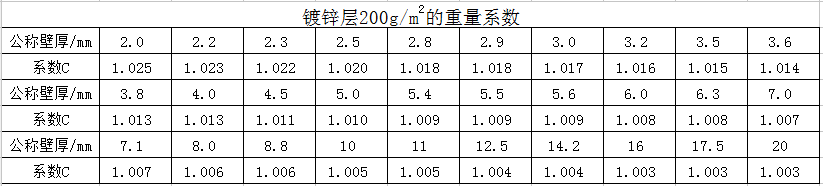 镀锌层200g/m²的重量系数
公称壁厚/mm 2.0 2.2 2.3 2.5 2.8 2.9 3.0 3.2 3.5 3.6
系数C 1.025 1.023 1.022 1.020 1.018 1.018 1.017 1.016 1.015 1.014
公称壁厚/mm 3.8 4.0 4.5 5.0 5.4 5.5 5.6 6.0 6.3 7.0
系数C 1.013 1.013 1.011 1.010 1.009 1.009 1.009 1.008 1.008 1.007
公称壁厚/mm 7.1 8.0 8.8 10 11 12.5 14.2 16 17.5 20
系数C 1.007 1.006 1.006 1.005 1.005 1.004 1.004 1.003 1.003 1.003